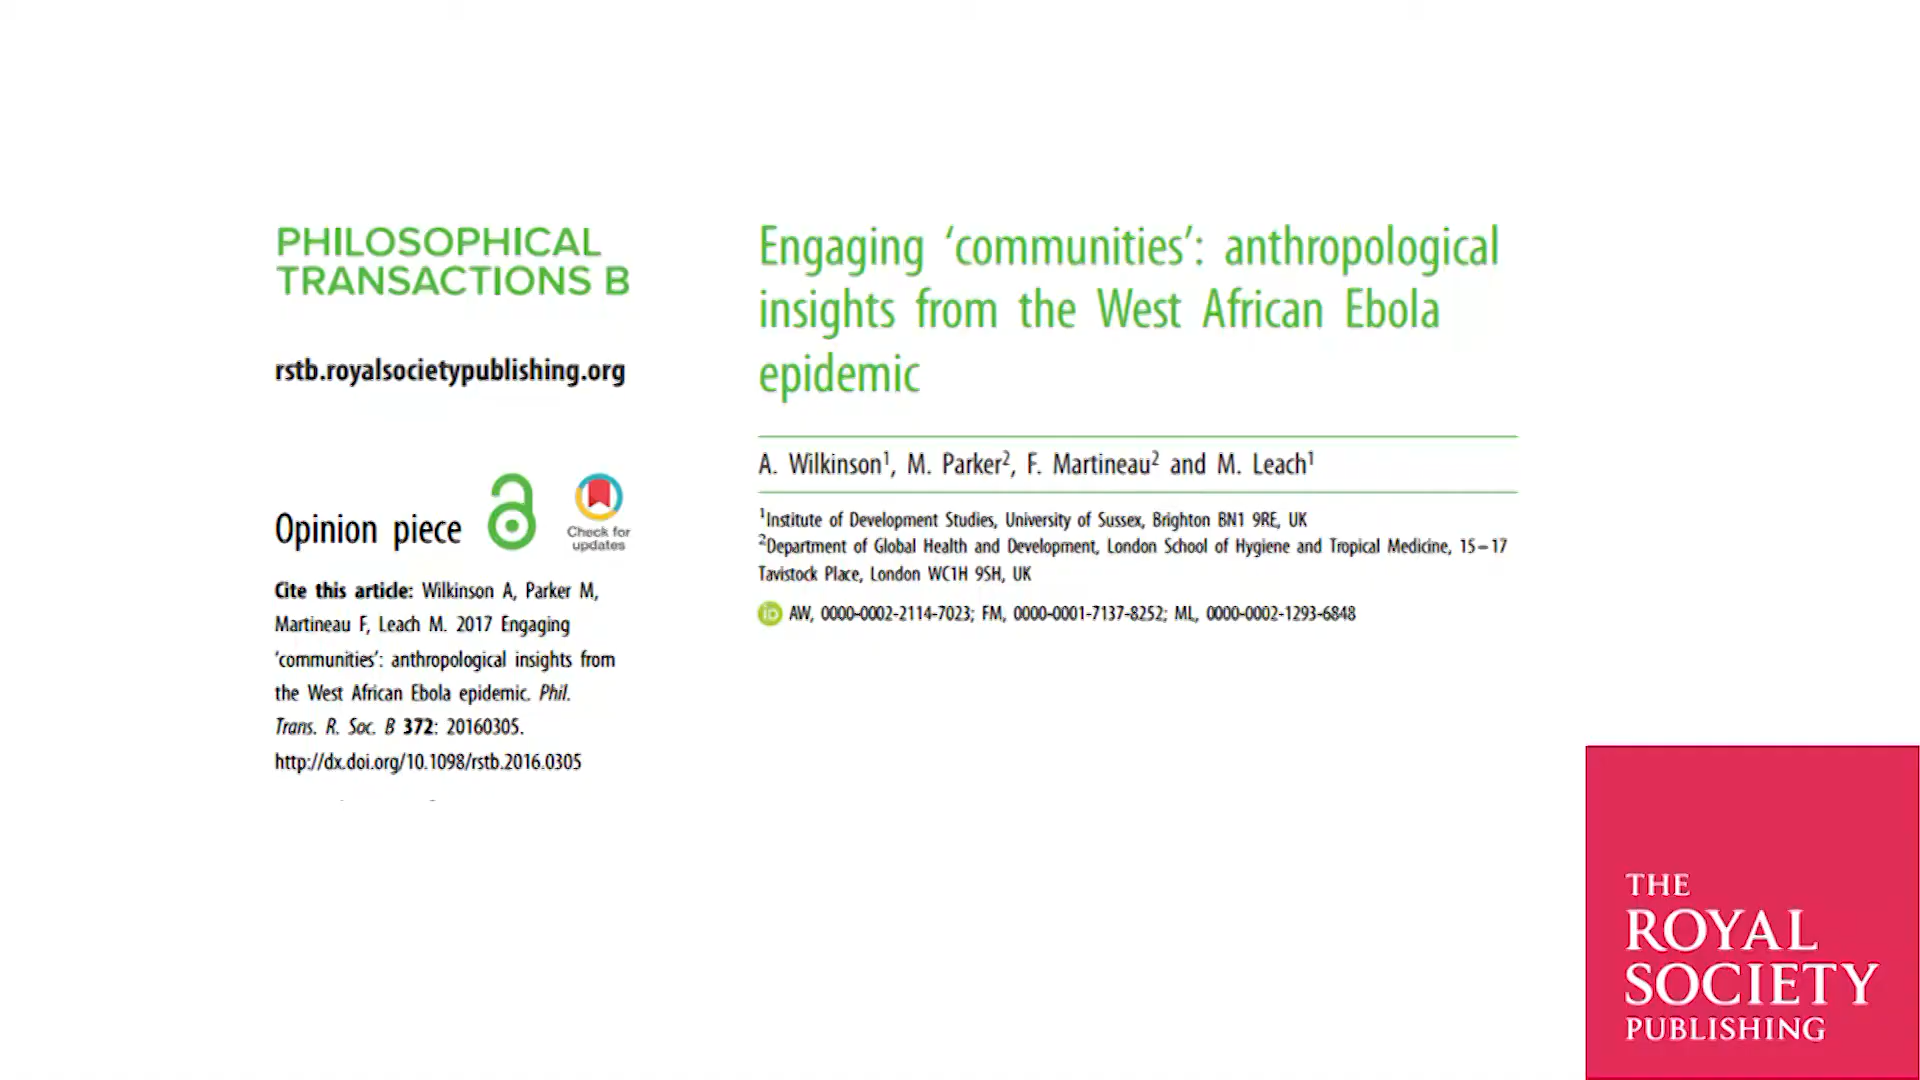 PHILOSOPHICAL
TRANSACTIONS B
rstb.royalsocietypublishing.org
Opinion piece
Check for
updates
Cite this article: Wilkinson A, Parker M,
Martineau F, Leach M. 2017 Engaging
‘communities’: anthropological insights from
the West African Ebola epidemic. Phil.
Trans. R. Soc. B 372: 20160305.
http://dx.doi.org/10.1098/rstb.2016.0305
Engaging ‘communities’: anthropological
insights from the West African Ebola
epidemic
A. Wilkinson1, M. Parker2, F. Martineau2 and M. Leach1
1Institute of Development Studies, University of Sussex, Brighton BN1 9RE, UK
2Department of Global Health and Development, London School of Hygiene and Tropical Medicine, 15–17
Tavistock Place, London WC1H 9SH, UK
iD AW, 0000-0002-2114-7023; FM, 0000-0001-7137-8252; ML, 0000-0002-1293-6848
THE
ROYAL
SOCIETY
PUBLISHING